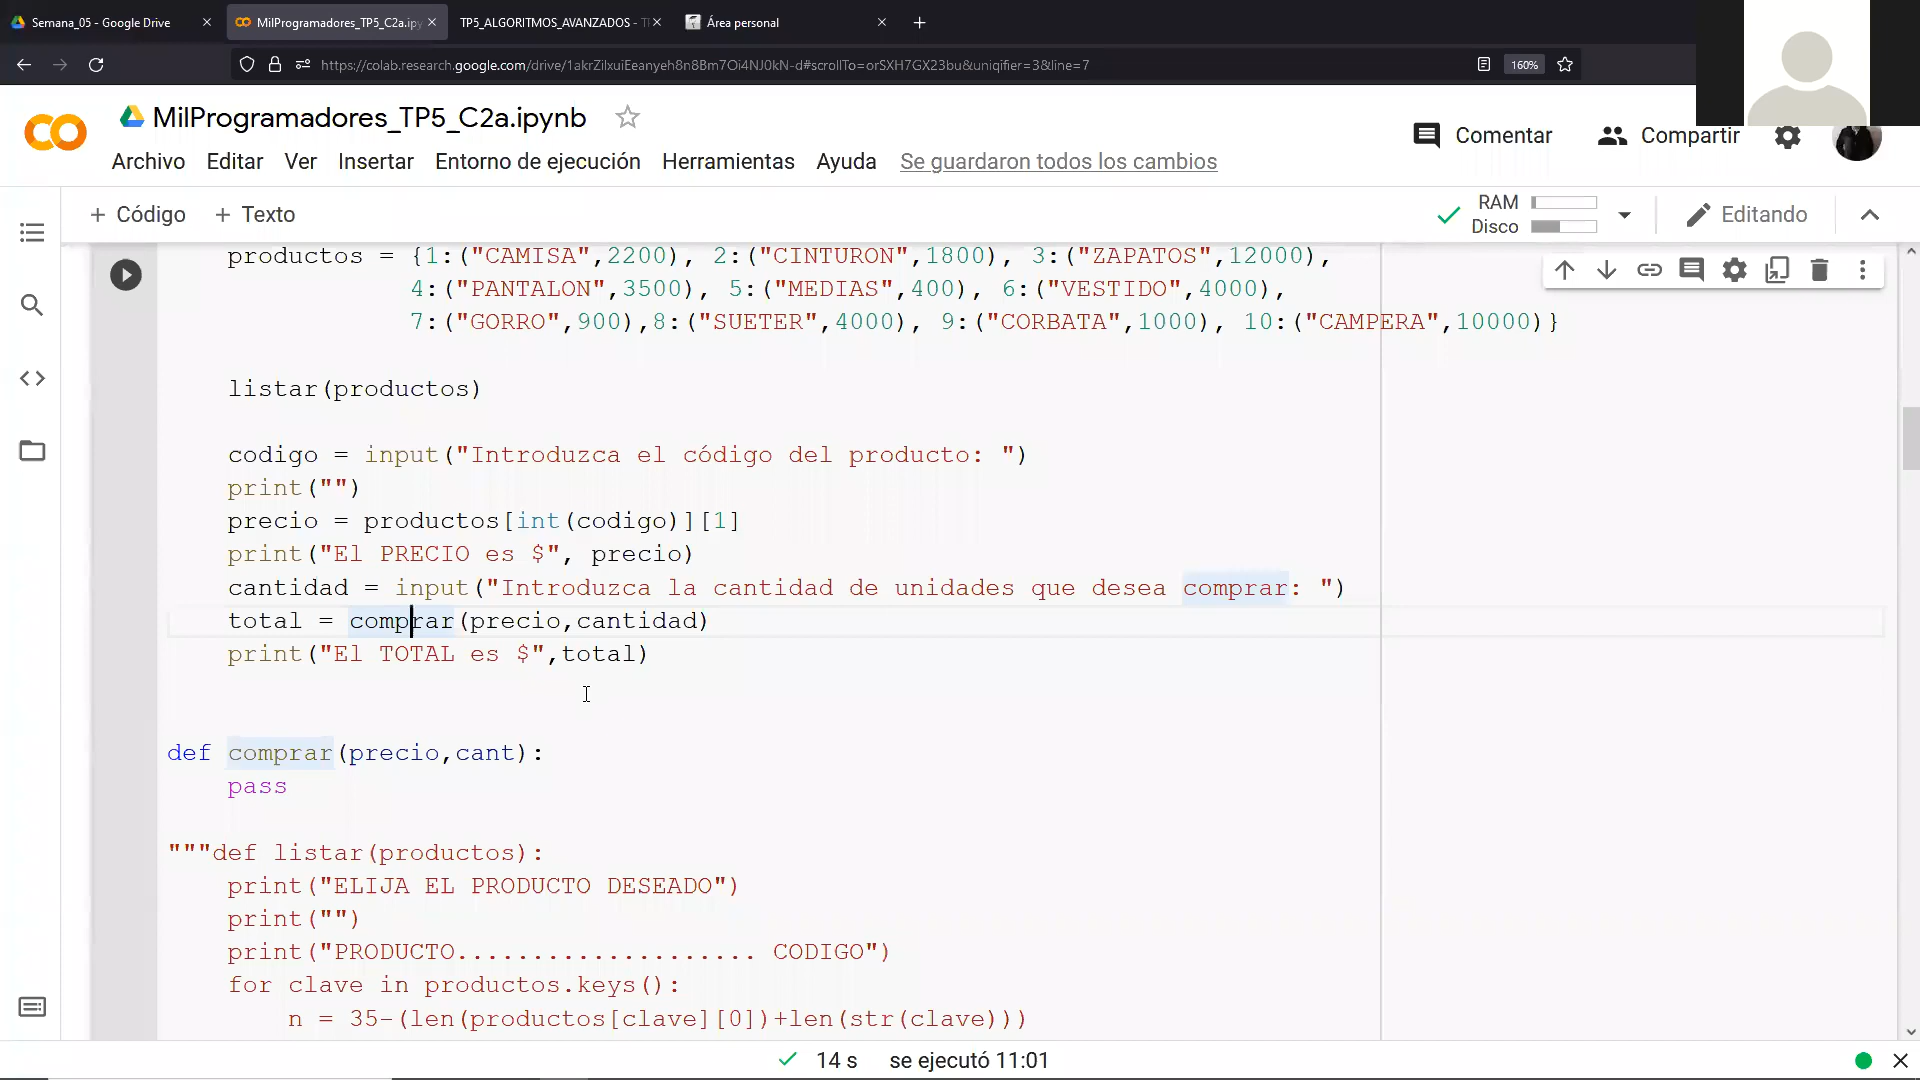 Semana_05 - Google Drive
MilProgramadores_TP5_C2a.ipy
TP5_ALGORITMOS_AVANZADOS - T
Área personal
https://colab.research.google.com/drive/1akrZilxuiEeanyeh8n8Bm7Oi4NJ0kN-d#scrollTo=orSXH7GX23bu&uniqifier=3&line=7
160%
MilProgramadores_TP5_C2a.ipynb
Comentar
Compartir
Archivo Editar Ver Insertar Entorno de ejecución Herramientas Ayuda Se guardaron todos los cambios
+ Código + Texto
RAM
Disco
Editando
productos = {1:("CAMISA",2200), 2:("CINTURON",1800), 3:("ZAPATOS",12000),
4:("PANTALON",3500), 5:("MEDIAS",400), 6:("VESTIDO",4000),
7:("GORRO",900),8:("SUETER",4000), 9:("CORBATA",1000), 10:("CAMPERA",10000)}
listar(productos)
codigo = input("Introduzca el código del producto: ")
print("")
precio = productos[int(codigo)][1]
print("El PRECIO es $", precio)
cantidad = input("Introduzca la cantidad de unidades que desea comprar: ")
total = comprar(precio,cantidad)
print("El TOTAL es $",total)
def comprar(precio,cant):
pass
"""def listar(productos):
print("ELIJA EL PRODUCTO DESEADO")
print("")
print("PRODUCTO.................... CODIGO")
for clave in productos.keys():
n = 35-(len(productos[clave][0])+len(str(clave)))
14 s se ejecutó 11:01